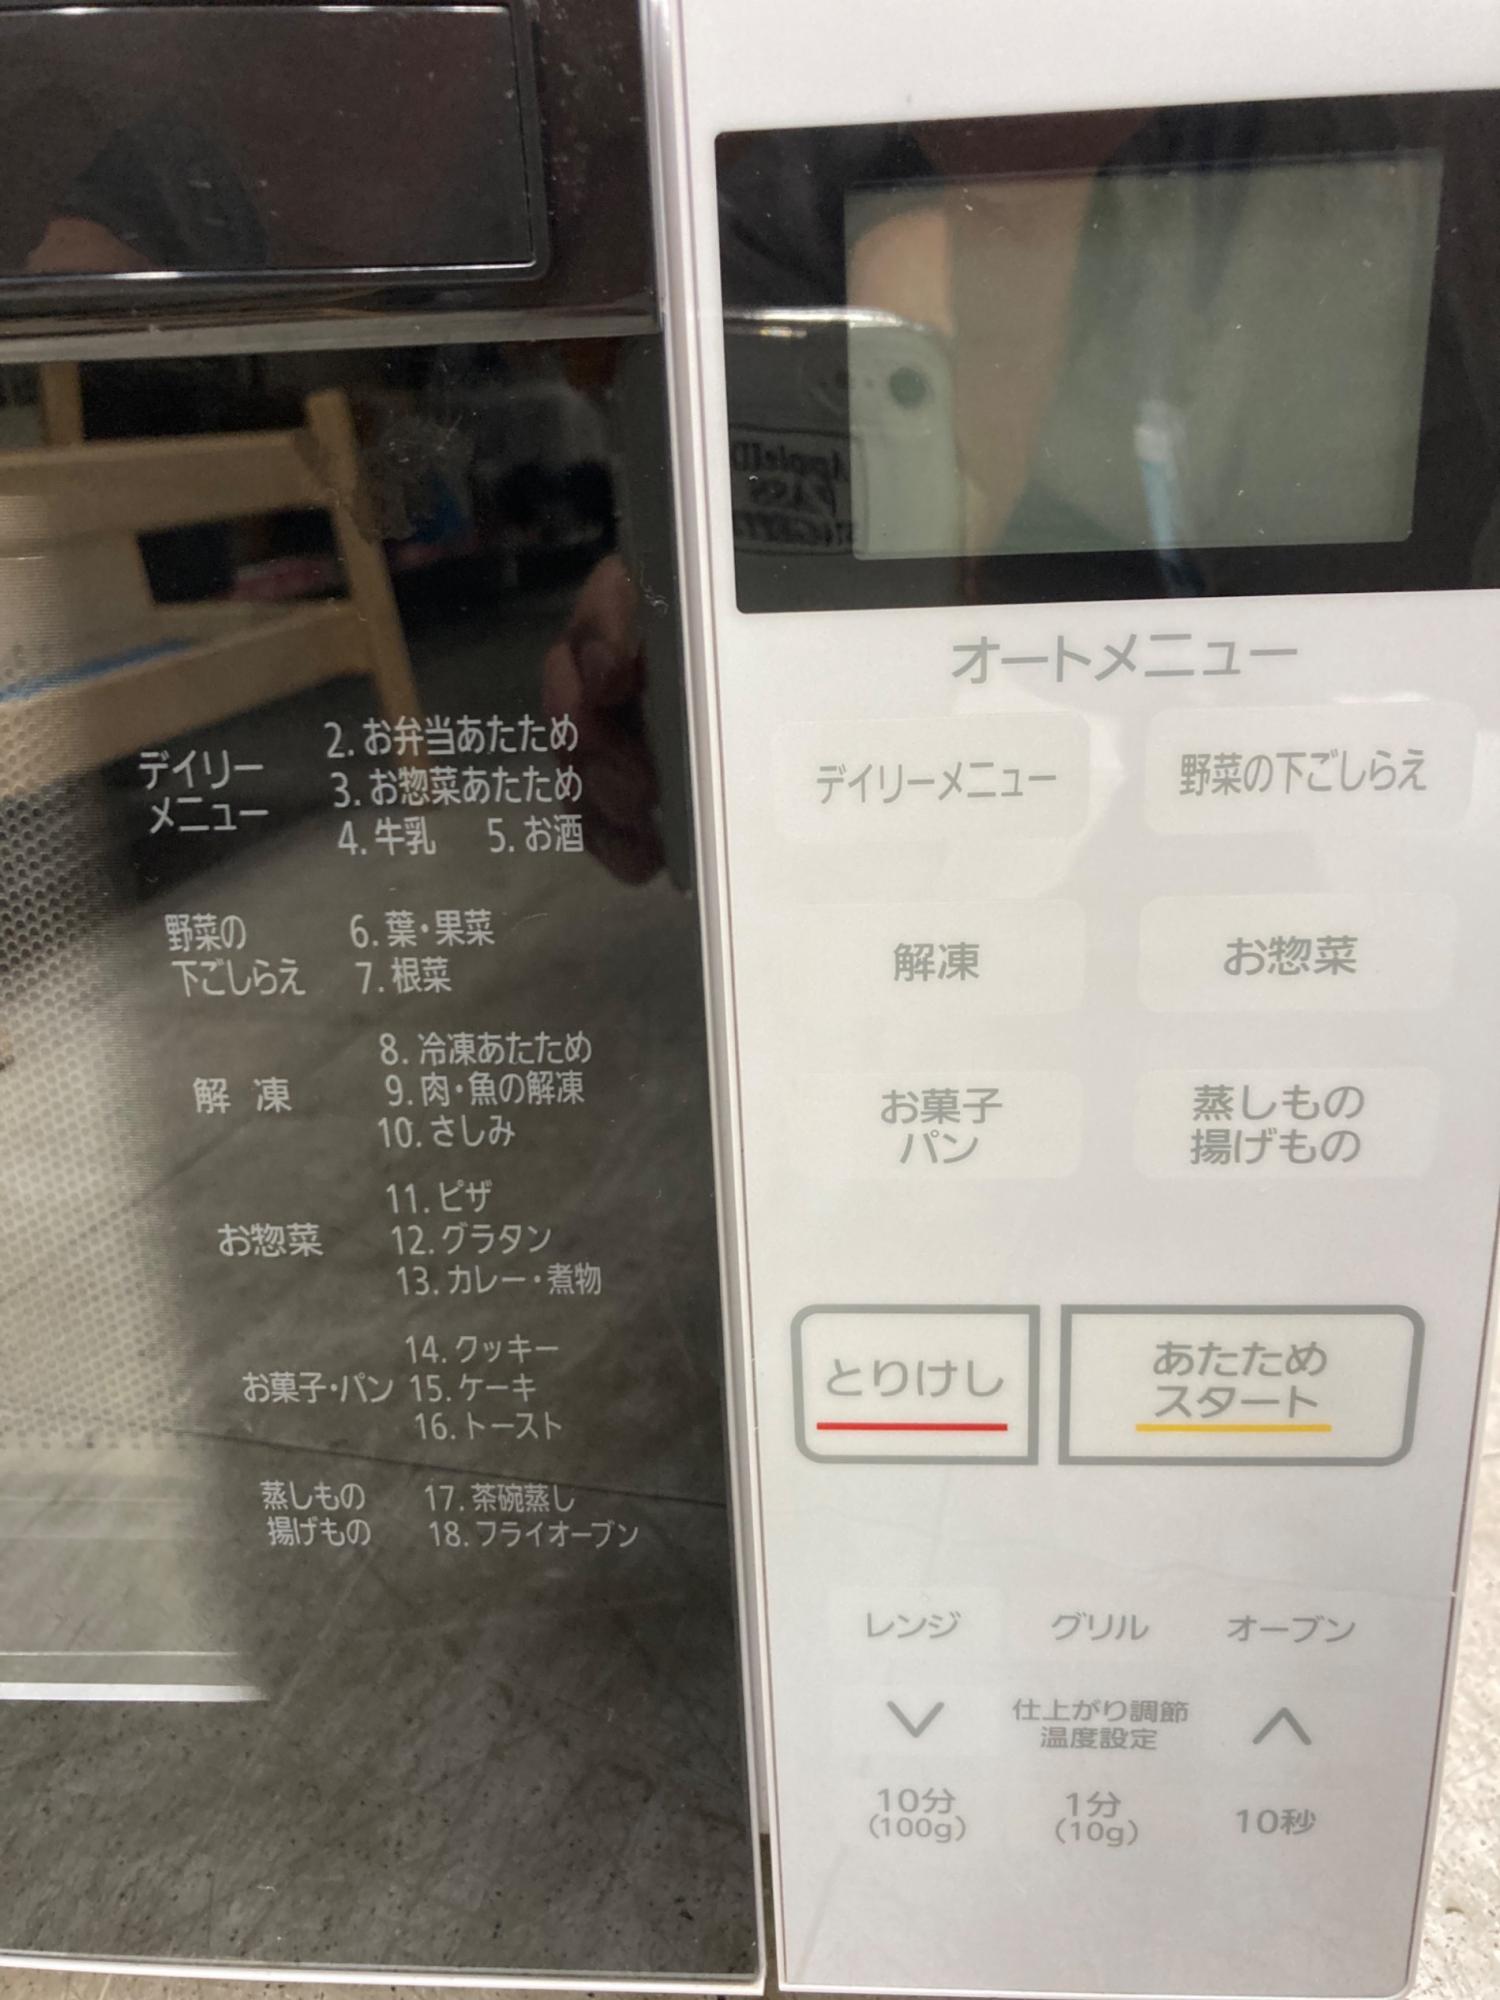 デイリー
メニュー
2. お弁当あたため
3. お惣菜あたため
4. 牛乳 5. お酒
野菜の
下ごしらえ
6. 葉・果菜
7. 根菜
解 凍
8. 冷凍あたため
9. 肉・魚の解凍
10. さしみ
お惣菜
11. ピザ
12. グラタン
13. カレー・煮物
お菓子・パン
14. クッキー
15. ケーキ
16. トースト
蒸しもの
揚げもの
17. 茶碗蒸し
18. フライオーブン
オートメニュー
デイリーメニュー 野菜の下ごしらえ
解凍 お惣菜
お菓子
パン
蒸しもの
揚げもの
とりけし
あたため
スタート
レンジ グリル オーブン
仕上がり調節
温度設定
10分
(100g)
1分
(10g)
10秒